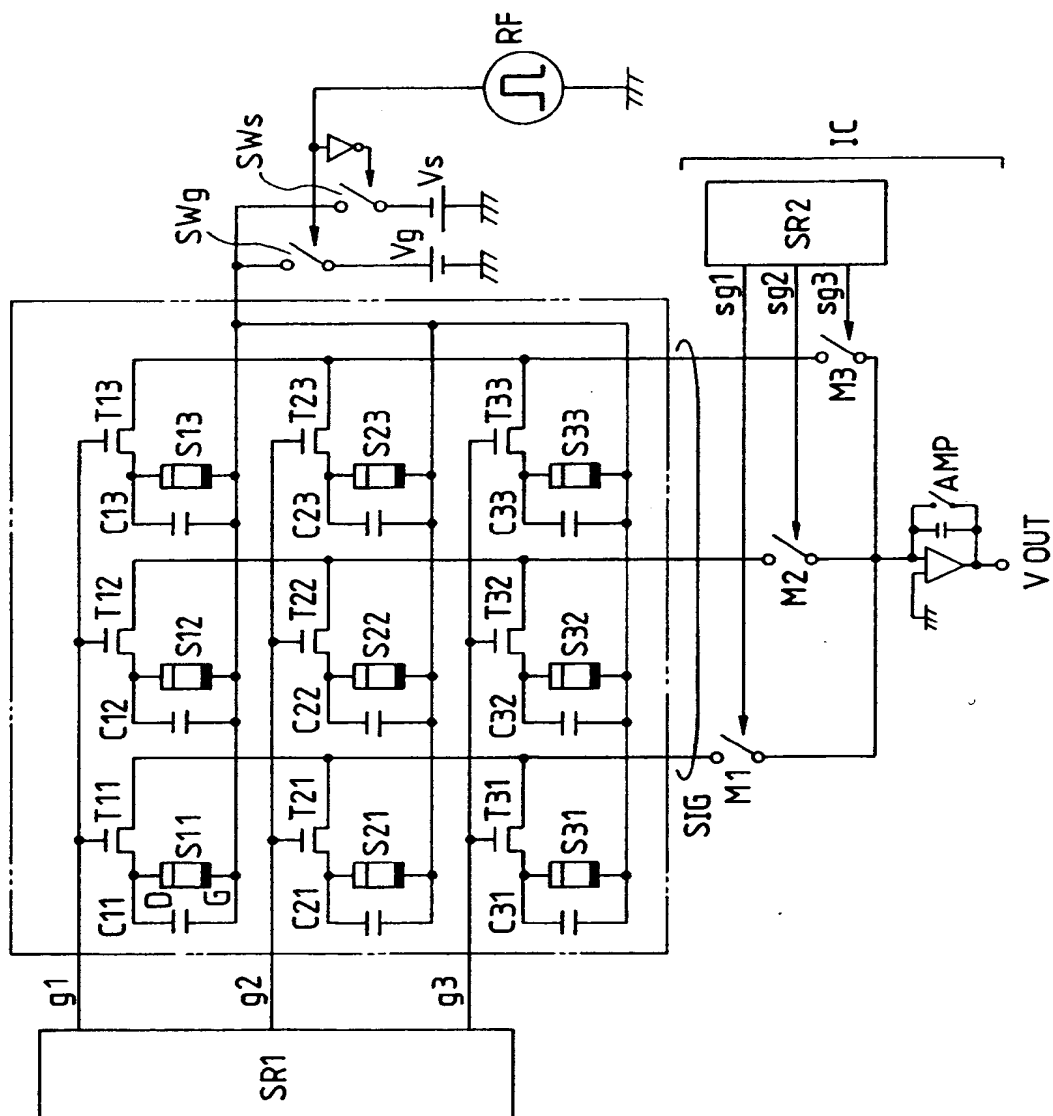 SR1
g1
g2
g3
C11
D
G
S11
T11
C12
S12
T12
C13
S13
T13
C21
S21
T21
C22
S22
T22
C23
S23
T23
C31
S31
T31
C32
S32
T32
C33
S33
T33
SWg
SWs
Vg
Vs
RF
SIG
M1
M2
M3
sg1
sg2
sg3
SR2
IC
AMP
V OUT